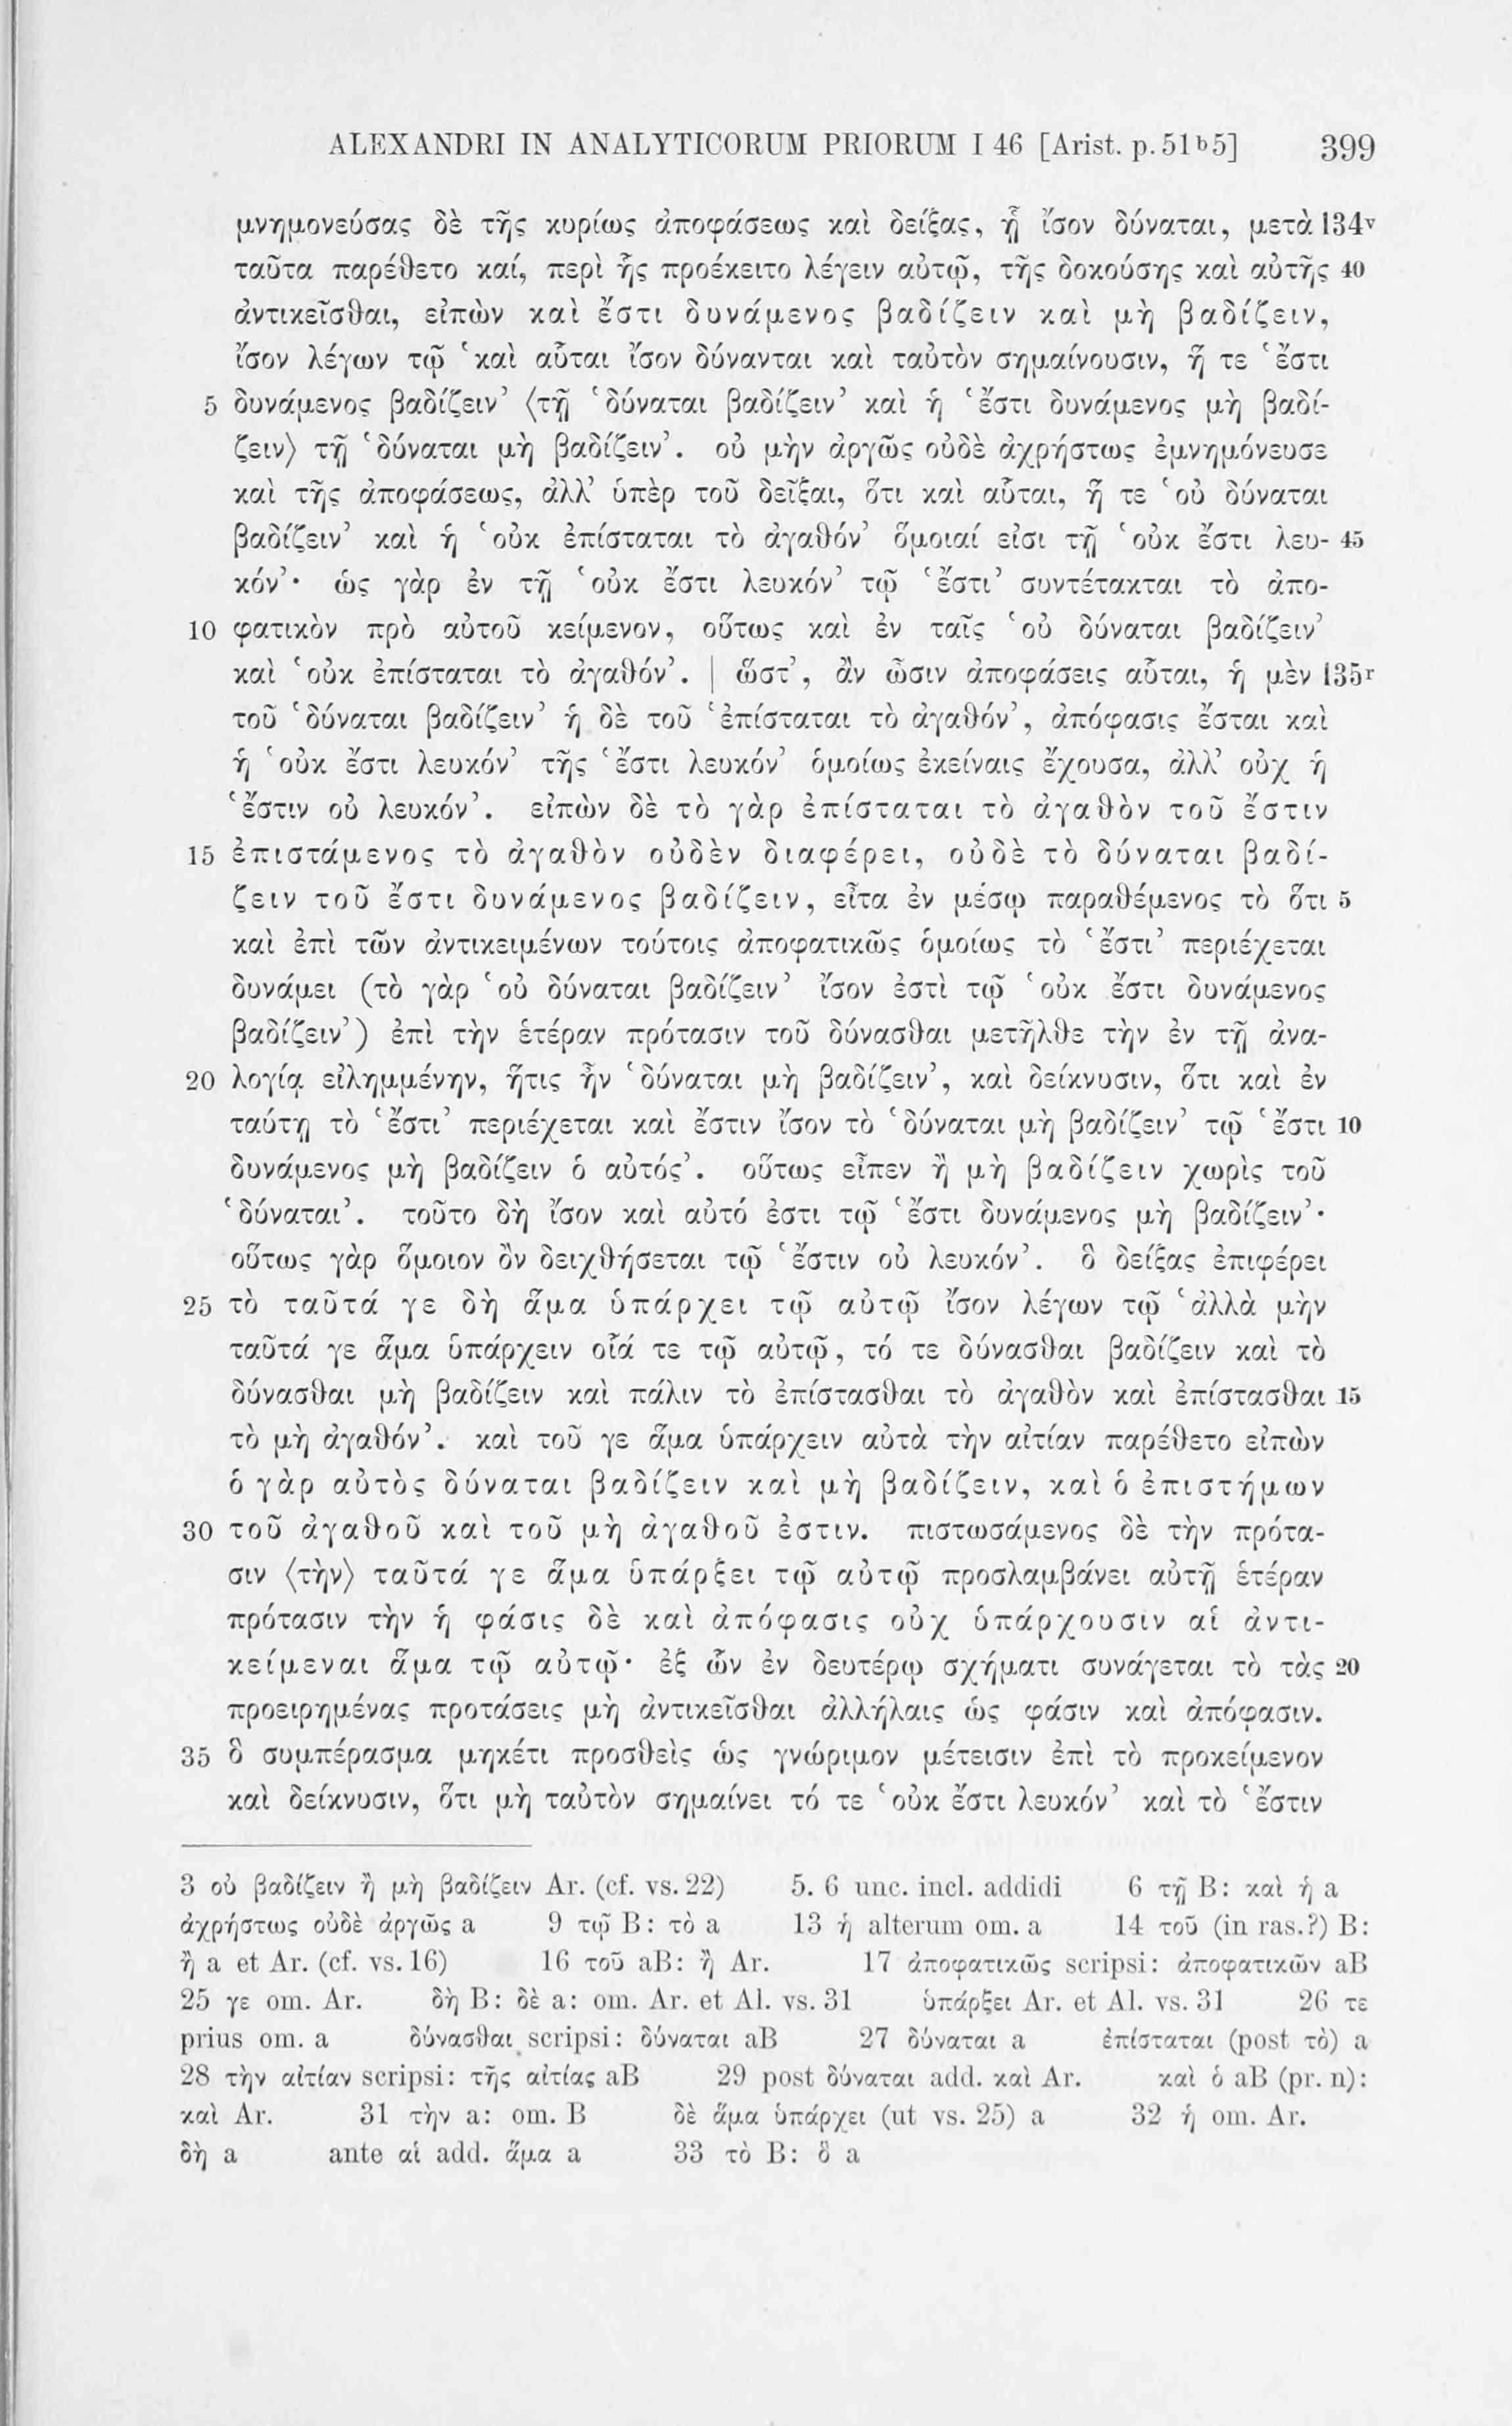 ALEXANDRI IN ANALYTICORUM PRIORUM I 46 [Arist. p. 51b5] 399
μνημονεύσας δὲ τῆς κυρίως ἀποφάσεως καὶ δείξας, ᾗ ἴσον δύναται, μετὰ 134v
ταῦτα παρέθετο καί, περὶ ἧς προέκειτο λέγειν αὐτῷ, τῆς δοκούσης καὶ αὐτῆς 40
ἀντικεῖσθαι, εἰπὼν καὶ ἔστι δυνάμενος βαδίζειν καὶ μὴ βαδίζειν,
ἴσον λέγων τῷ ‘καὶ αὗται ἴσον δύνανται καὶ ταὐτὸν σημαίνουσιν, ἥ τε ‘ἔστι
5 δυνάμενος βαδίζειν’ ⟨τῇ ‘δύναται βαδίζειν’ καὶ ἡ ‘ἔστι δυνάμενος μὴ βαδί-
ζειν⟩ τῇ ‘δύναται μὴ βαδίζειν’. οὐ μὴν ἀργῶς οὐδὲ ἀχρήστως ἐμνημόνευσε
καὶ τῆς ἀποφάσεως, ἀλλ’ ὑπὲρ τοῦ δεῖξαι, ὅτι καὶ αὗται, ἥ τε ‘οὐ δύναται
βαδίζειν’ καὶ ἡ ‘οὐκ ἐπίσταται τὸ ἀγαθόν’ ὅμοιαί εἰσι τῇ ‘οὐκ ἔστι λευ- 45
κόν’· ὡς γὰρ ἐν τῇ ‘οὐκ ἔστι λευκόν’ τῷ ‘ἔστι’ συντέτακται τὸ ἀπο-
10 φατικὸν πρὸ αὐτοῦ κείμενον, οὕτως καὶ ἐν ταῖς ‘οὐ δύναται βαδίζειν’
καὶ ‘οὐκ ἐπίσταται τὸ ἀγαθόν’. | ὥστ’, ἂν ὦσιν ἀποφάσεις αὗται, ἡ μὲν 135r
τοῦ ‘δύναται βαδίζειν’ ἡ δὲ τοῦ ‘ἐπίσταται τὸ ἀγαθόν’, ἀπόφασις ἔσται καὶ
ἡ ‘οὐκ ἔστι λευκόν’ τῆς ‘ἔστι λευκόν’ ὁμοίως ἐκείναις ἔχουσα, ἀλλ’ οὐχ ἡ
‘ἔστιν οὐ λευκόν’. εἰπὼν δὲ τὸ γὰρ ἐπίσταται τὸ ἀγαθὸν τοῦ ἔστιν
15 ἐπιστάμενος τὸ ἀγαθὸν οὐδὲν διαφέρει, οὐδὲ τὸ δύναται βαδί-
ζειν τοῦ ἔστι δυνάμενος βαδίζειν, εἶτα ἐν μέσῳ παραθέμενος τὸ ὅτι 5
καὶ ἐπὶ τῶν ἀντικειμένων τούτοις ἀποφατικῶς ὁμοίως τὸ ‘ἔστι’ περιέχεται
δυνάμει (τὸ γὰρ ‘οὐ δύναται βαδίζειν’ ἴσον ἐστὶ τῷ ‘οὐκ ἔστι δυνάμενος
βαδίζειν’) ἐπὶ τὴν ἑτέραν πρότασιν τοῦ δύνασθαι μετῆλθε τὴν ἐν τῇ ἀνα-
20 λογίᾳ εἰλημμένην, ἥτις ἦν ‘δύναται μὴ βαδίζειν’, καὶ δείκνυσιν, ὅτι καὶ ἐν
ταύτῃ τὸ ‘ἔστι’ περιέχεται καὶ ἔστιν ἴσον τὸ ‘δύναται μὴ βαδίζειν’ τῷ ‘ἔστι 10
δυνάμενος μὴ βαδίζειν ὁ αὐτός’. οὕτως εἶπεν ἢ μὴ βαδίζειν χωρὶς τοῦ
‘δύναται’. τοῦτο δὴ ἴσον καὶ αὐτό ἐστι τῷ ‘ἔστι δυνάμενος μὴ βαδίζειν’·
οὕτως γὰρ ὅμοιον ὂν δειχθήσεται τῷ ‘ἔστιν οὐ λευκόν’. ὃ δείξας ἐπιφέρει
25 τὸ ταῦτά γε δὴ ἅμα ὑπάρχει τῷ αὐτῷ ἴσον λέγων τῷ ‘ἀλλὰ μὴν
ταῦτά γε ἅμα ὑπάρχειν οἷά τε τῷ αὐτῷ, τό τε δύνασθαι βαδίζειν καὶ τὸ
δύνασθαι μὴ βαδίζειν καὶ πάλιν τὸ ἐπίστασθαι τὸ ἀγαθὸν καὶ ἐπίστασθαι 15
τὸ μὴ ἀγαθόν’. καὶ τοῦ γε ἅμα ὑπάρχειν αὐτὰ τὴν αἰτίαν παρέθετο εἰπὼν
ὁ γὰρ αὐτὸς δύναται βαδίζειν καὶ μὴ βαδίζειν, καὶ ὁ ἐπιστήμων
30 τοῦ ἀγαθοῦ καὶ τοῦ μὴ ἀγαθοῦ ἐστιν. πιστωσάμενος δὲ τὴν πρότα-
σιν ⟨τὴν⟩ ταῦτά γε ἅμα ὑπάρξει τῷ αὐτῷ προσλαμβάνει αὐτῇ ἑτέραν
πρότασιν τὴν ἡ φάσις δὲ καὶ ἀπόφασις οὐχ ὑπάρχουσιν αἱ ἀντι-
κείμεναι ἅμα τῷ αὐτῷ· ἐξ ὧν ἐν δευτέρῳ σχήματι συνάγεται τὸ τὰς 20
προειρημένας προτάσεις μὴ ἀντικεῖσθαι ἀλλήλαις ὡς φάσιν καὶ ἀπόφασιν.
35 ὃ συμπέρασμα μηκέτι προσθεὶς ὡς γνώριμον μέτεισιν ἐπὶ τὸ προκείμενον
καὶ δείκνυσιν, ὅτι μὴ ταὐτὸν σημαίνει τό τε ‘οὐκ ἔστι λευκόν’ καὶ τὸ ‘ἔστιν
3 οὐ βαδίζειν ἢ μὴ βαδίζειν Ar. (cf. vs. 22) 5. 6 unc. incl. addidi 6 τῇ B: καὶ ἡ a
ἀχρήστως οὐδὲ ἀργῶς a 9 τῷ B: τὸ a 13 ἡ alterum om. a 14 τοῦ (in ras.?) B:
ἢ a et Ar. (cf. vs. 16) 16 τοῦ aB: ἢ Ar. 17 ἀποφατικῶς scripsi: ἀποφατικῶν aB
25 γε om. Ar. δὴ B: δὲ a: om. Ar. et Al. vs. 31 ὑπάρξει Ar. et Al. vs. 31 26 τε
prius om. a δύνασθαι scripsi: δύναται aB 27 δύναται a ἐπίσταται (post τὸ) a
28 τὴν αἰτίαν scripsi: τῆς αἰτίας aB 29 post δύναται add. καὶ Ar. καὶ ὁ aB (pr. n):
καὶ Ar. 31 τὴν a: om. B δὲ ἅμα ὑπάρχει (ut vs. 25) a 32 ἡ om. Ar.
δὴ a ante αἱ add. ἅμα a 33 τὸ B: ὃ a